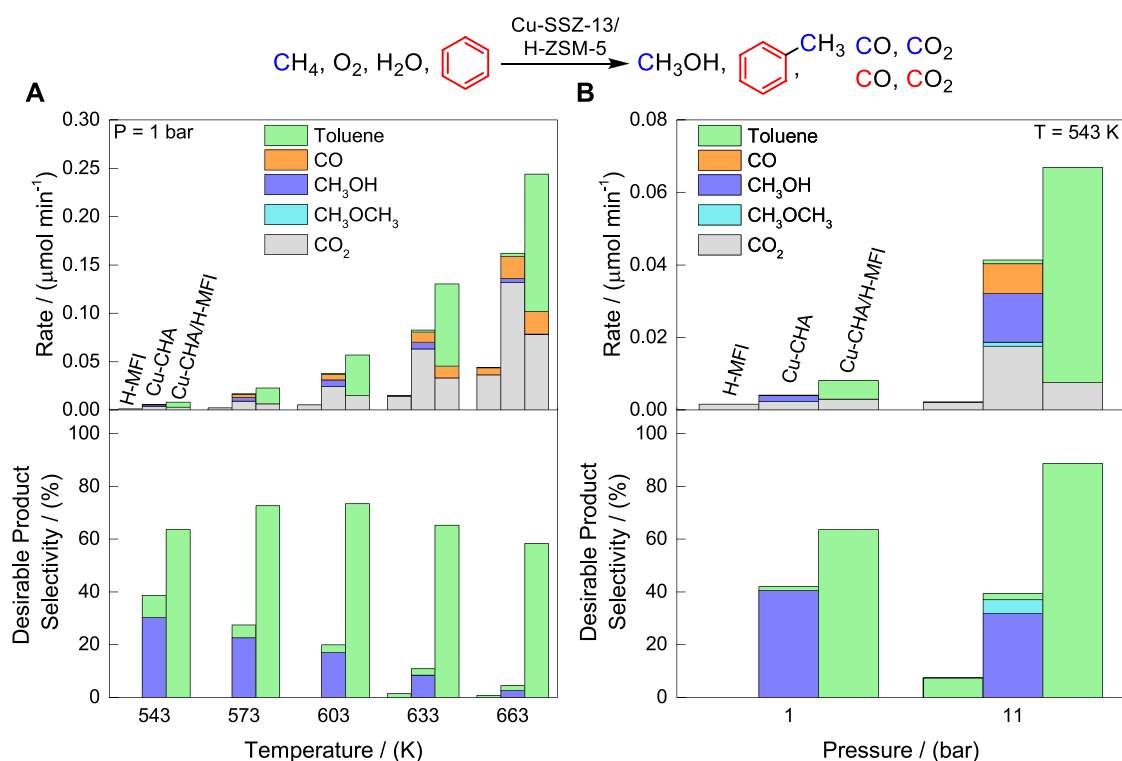 Cu-SSZ-13/
H-ZSM-5
CH₄, O₂, H₂O,
CH₃OH, CH₃, CO, CO₂
CO, CO₂
A
P = 1 bar
Toluene
CO
CH₃OH
CH₃OCH₃
CO₂
H-MFI
Cu-CHA
Cu-CHA/H-MFI
Rate / (μmol min⁻¹)
0.30
0.25
0.20
0.15
0.10
0.05
0.00
Desirable Product
Selectivity / (%)
100
80
60
40
20
0
543 573 603 633 663
Temperature / (K)
B
T = 543 K
Toluene
CO
CH₃OH
CH₃OCH₃
CO₂
H-MFI
Cu-CHA
Cu-CHA/H-MFI
Rate / (μmol min⁻¹)
0.08
0.06
0.04
0.02
0.00
Desirable Product
Selectivity / (%)
100
80
60
40
20
0
1 11
Pressure / (bar)